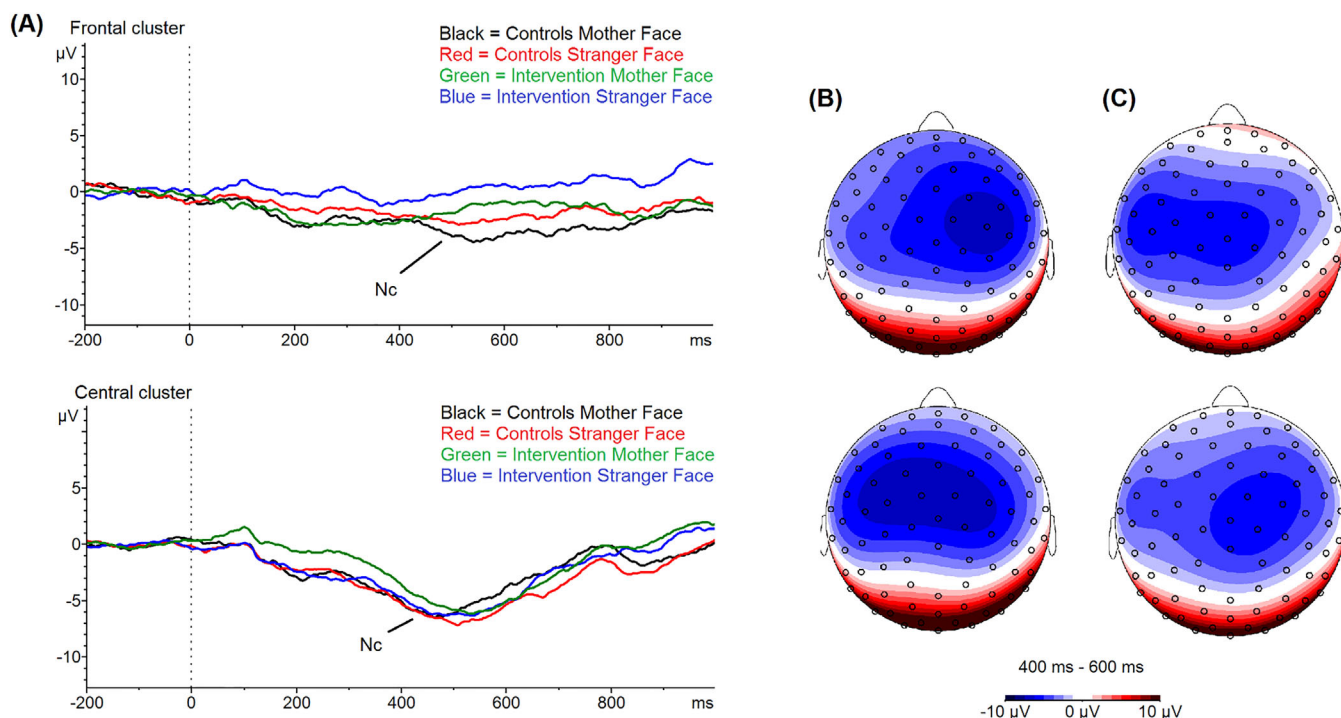 (A)
Frontal cluster
µV
Black = Controls Mother Face
Red = Controls Stranger Face
Green = Intervention Mother Face
Blue = Intervention Stranger Face
10
5
0
-5
-10
Nc
-200 0 200 400 600 800 ms
Central cluster
µV
Black = Controls Mother Face
Red = Controls Stranger Face
Green = Intervention Mother Face
Blue = Intervention Stranger Face
5
0
-5
-10
Nc
-200 0 200 400 600 800 ms
(B)
(C)
400 ms - 600 ms
-10 µV 0 µV 10 µV